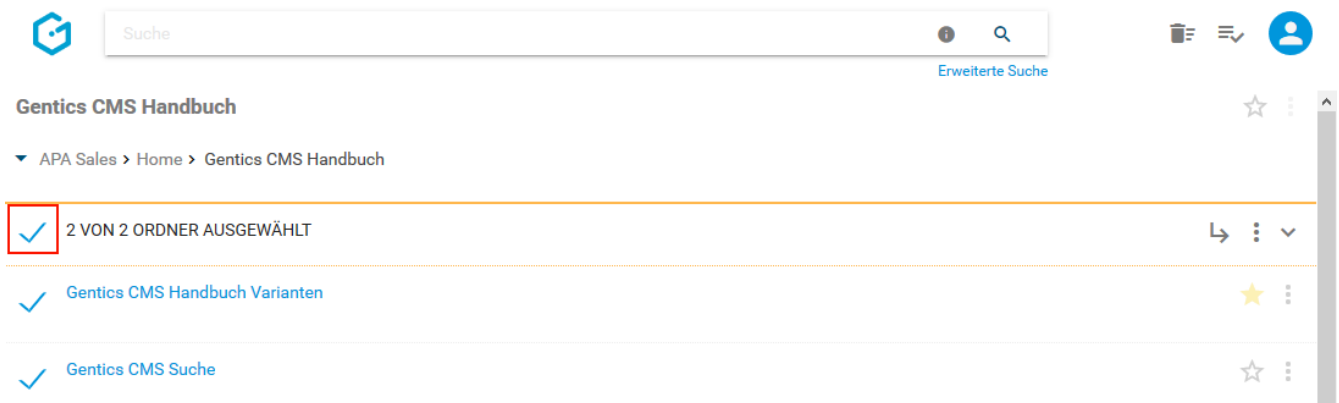 Suche
Erweiterte Suche
Gentics CMS Handbuch
APA Sales > Home > Gentics CMS Handbuch
2 VON 2 ORDNER AUSGEWÄHLT
Gentics CMS Handbuch Varianten
Gentics CMS Suche